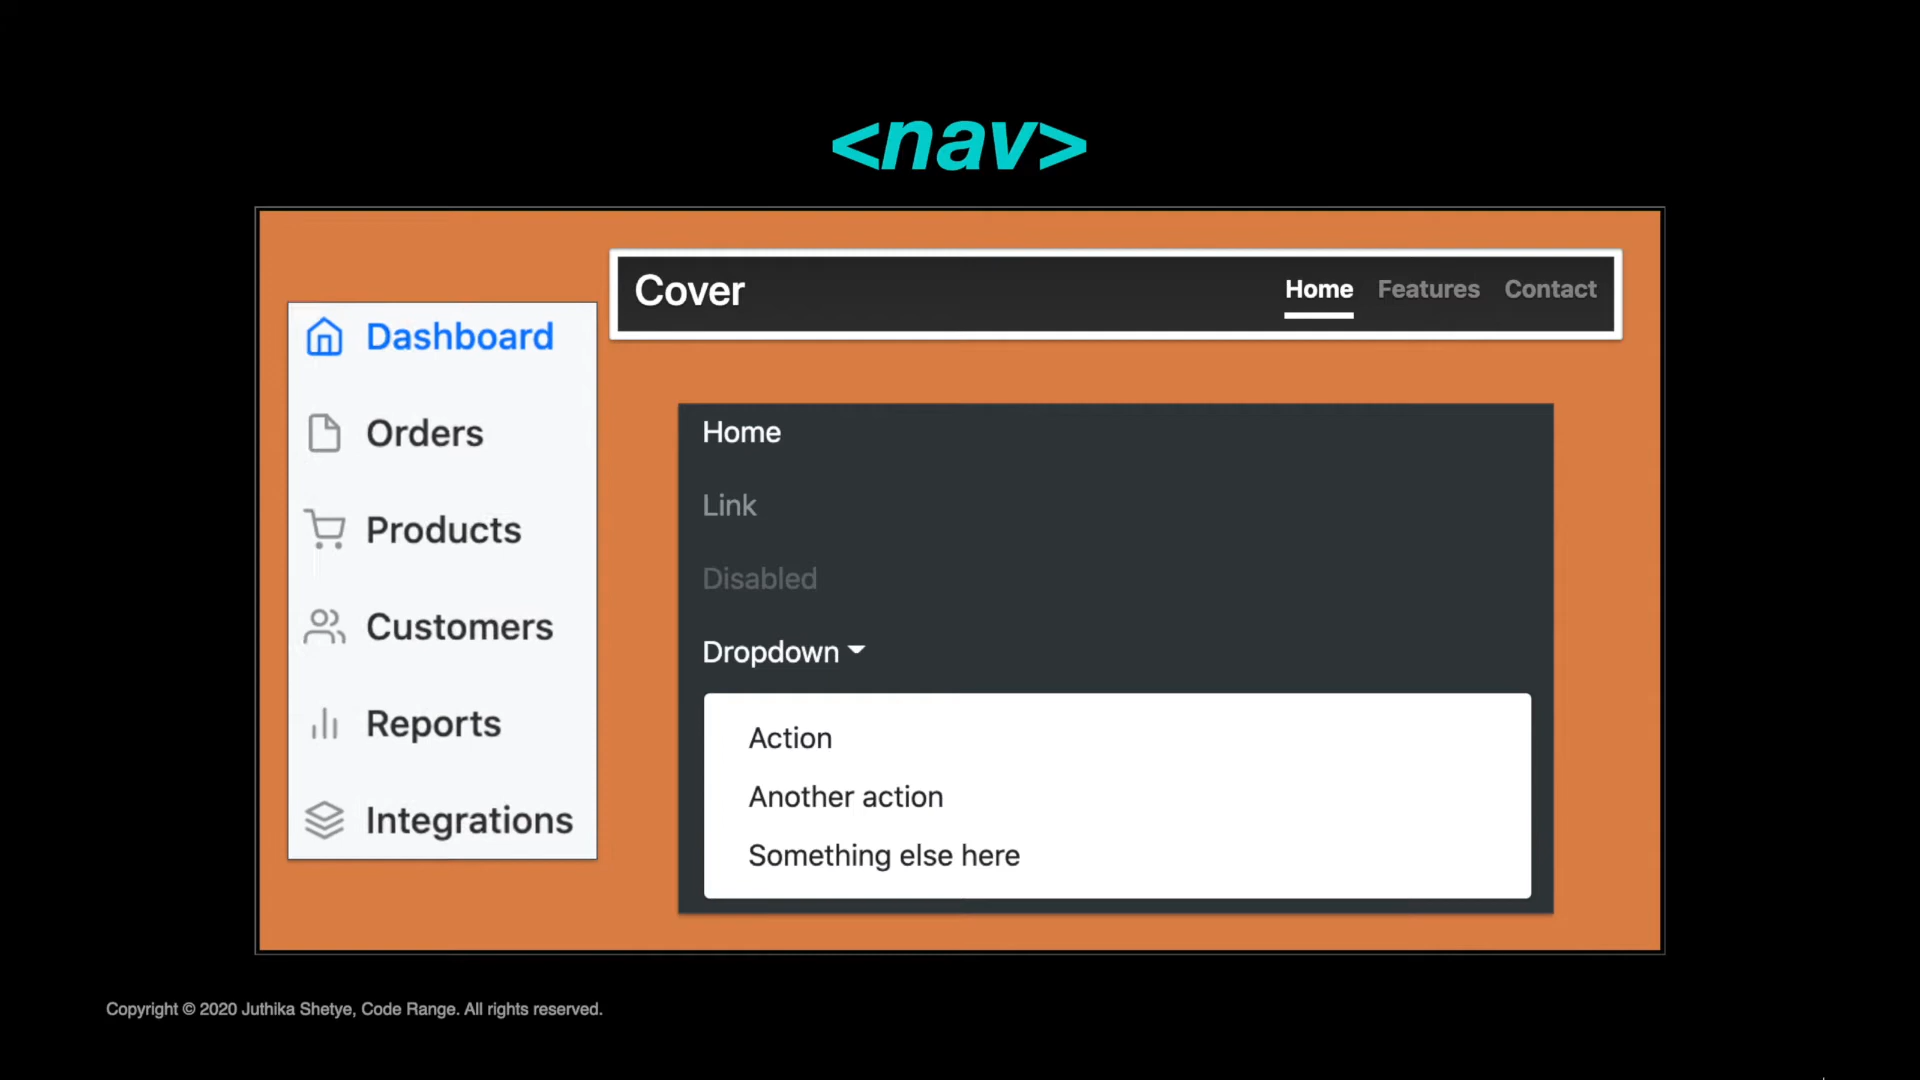 <nav>
Cover
Home Features Contact
Dashboard
Orders
Products
Customers
Reports
Integrations
Home
Link
Disabled
Dropdown
Action
Another action
Something else here
Copyright © 2020 Juthika Shetye, Code Range. All rights reserved.